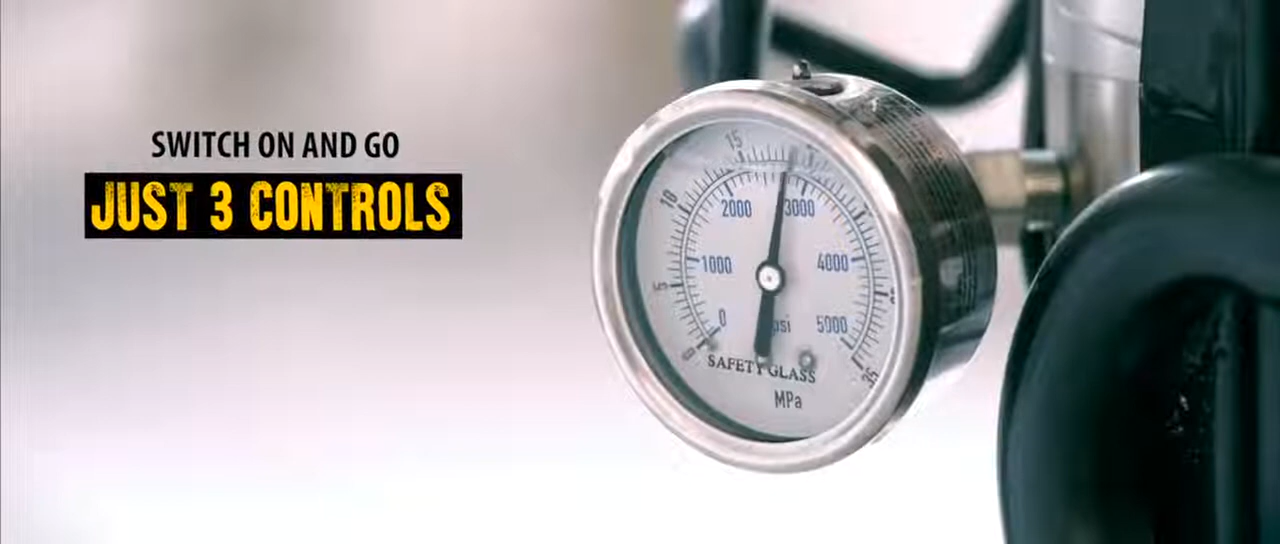 SWITCH ON AND GO
JUST 3 CONTROLS
15
10
2000
3000
1000
4000
5
0
psi
5000
0
35
SAFETY GLASS
MPa